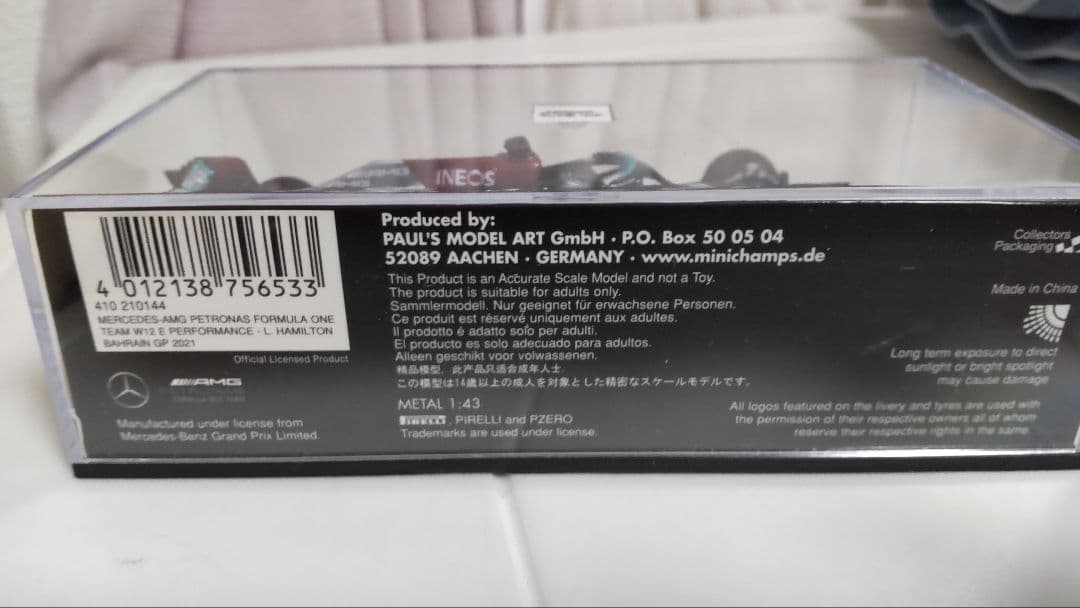 INEOS
4 012138 756533
410 210144
MERCEDES-AMG PETRONAS FORMULA ONE
TEAM W12 E PERFORMANCE · L. HAMILTON
BAHRAIN GP 2021
Official Licensed Product
AMG
Manufactured under license from
Mercedes-Benz Grand Prix Limited.
Produced by:
PAUL'S MODEL ART GmbH · P.O. Box 50 05 04
52089 AACHEN · GERMANY · www.minichamps.de
This Product is an Accurate Scale Model and not a Toy.
The product is suitable for adults only.
Sammlermodell. Nur geeignet für erwachsene Personen.
Ce produit est réservé uniquement aux adultes.
Il prodotto é adatto solo per adulti.
El producto es solo adecuado para adultos.
Alleen geschikt voor volwassenen.
精品模型，此产品只适合成年人士.
この模型は14歳以上の成人を対象とした精密なスケールモデルです。
METAL 1:43
PIRELLI, PIRELLI and PZERO
Trademarks are used under license.
Collectors
Packaging
Made in China
Long term exposure to direct
sunlight or bright spotlight
may cause damage
All logos featured on the livery and tyres are used with
the permission of their respective owners all of whom
reserve their respective rights in the same.